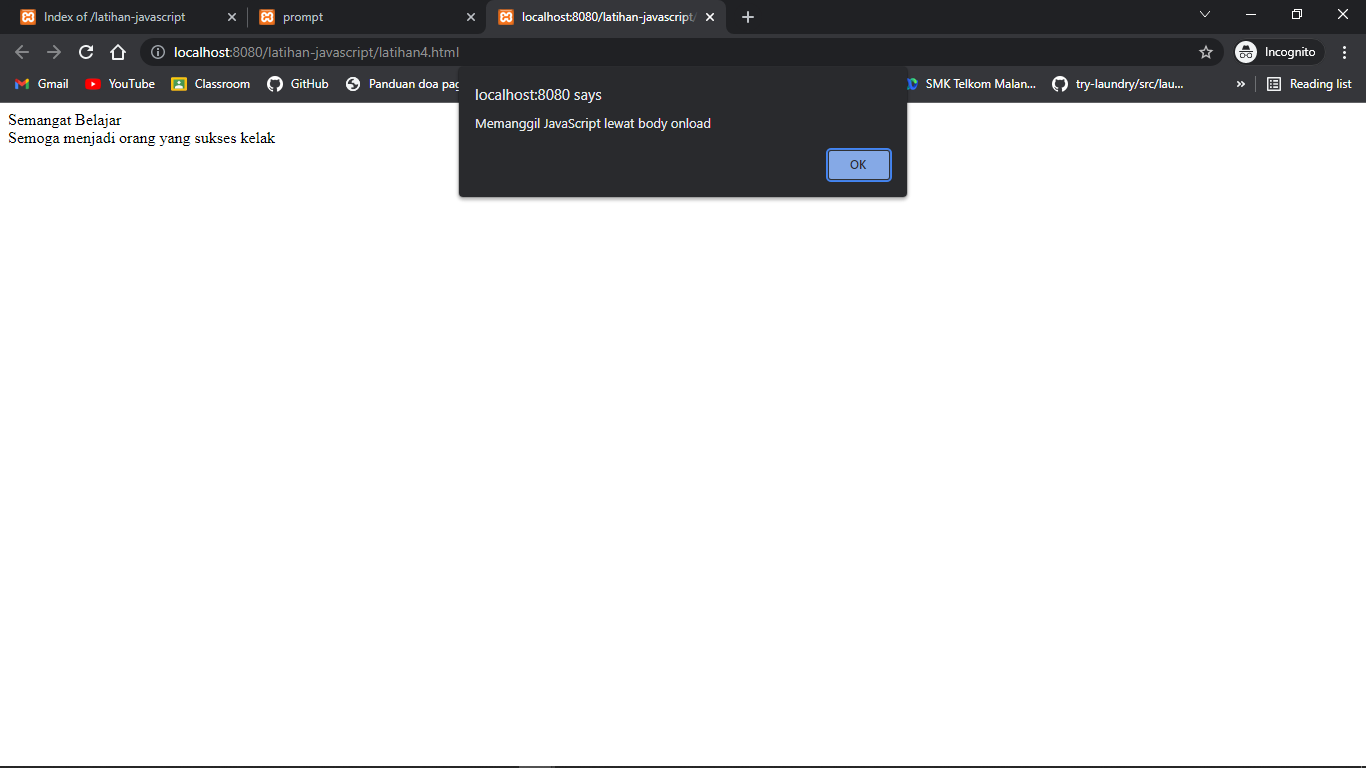 Index of /latihan-javascript
prompt
localhost:8080/latihan-javascript/
localhost:8080/latihan-javascript/latihan4.html
Incognito
Gmail
YouTube
Classroom
GitHub
Panduan doa pag
SMK Telkom Malan...
try-laundry/src/lau...
»
Reading list
localhost:8080 says
Memanggil JavaScript lewat body onload
OK
Semangat Belajar
Semoga menjadi orang yang sukses kelak